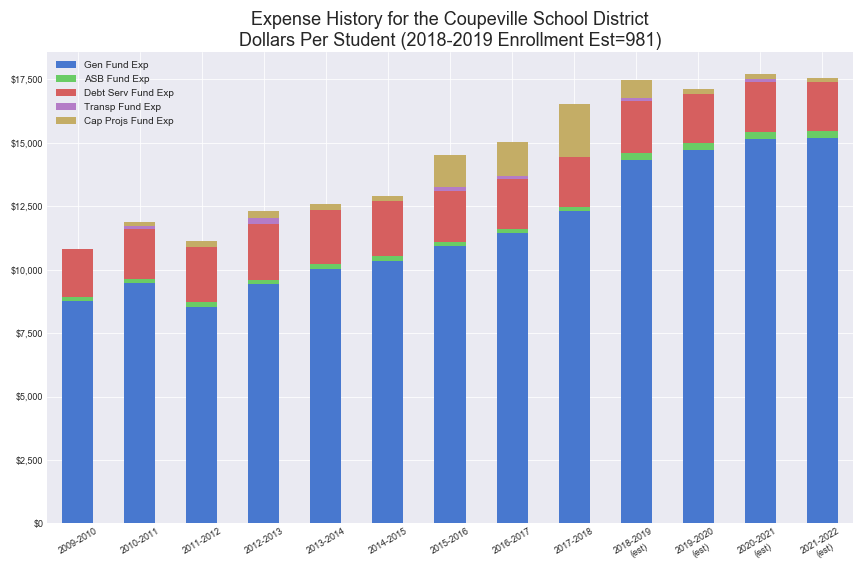 Expense History for the Coupeville School District
Dollars Per Student (2018-2019 Enrollment Est=981)
Gen Fund Exp
ASB Fund Exp
Debt Serv Fund Exp
Transp Fund Exp
Cap Projs Fund Exp
$17,500
$15,000
$12,500
$10,000
$7,500
$5,000
$2,500
$0
2009-2010
2010-2011
2011-2012
2012-2013
2013-2014
2014-2015
2015-2016
2016-2017
2017-2018
2018-2019
(est)
2019-2020
(est)
2020-2021
(est)
2021-2022
(est)